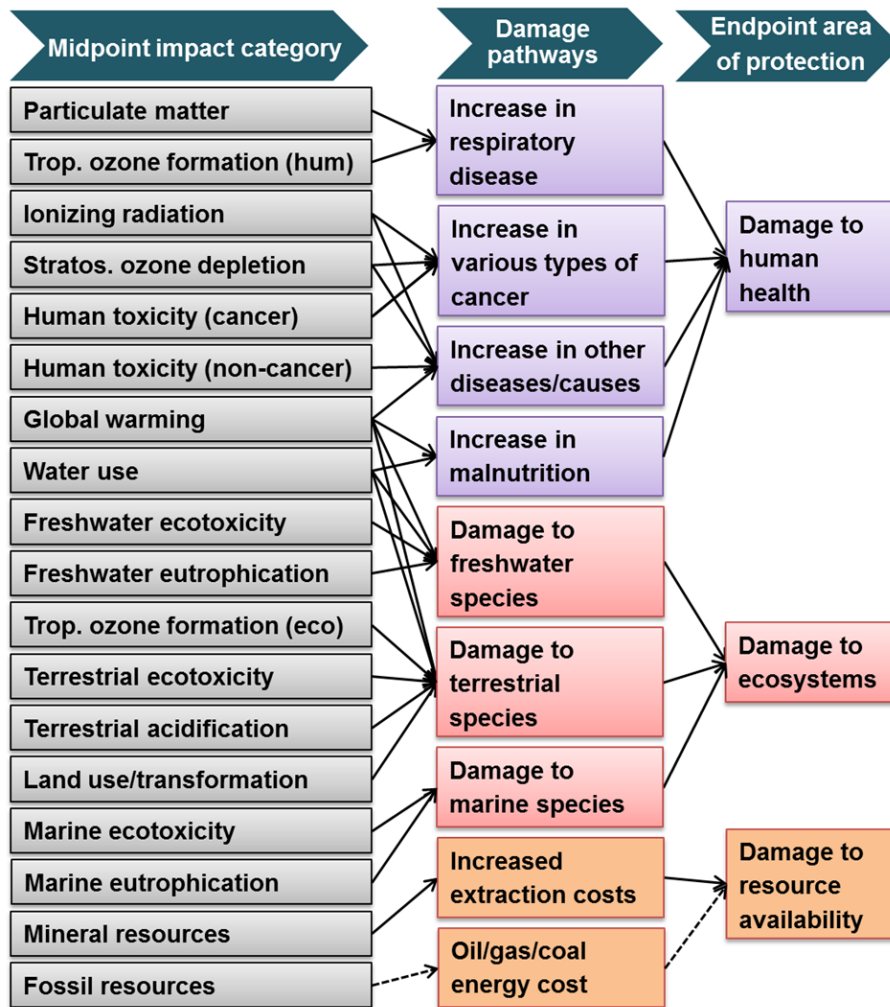 Midpoint impact category
Damage
pathways
Endpoint area
of protection
Particulate matter
Trop. ozone formation (hum)
Ionizing radiation
Stratos. ozone depletion
Human toxicity (cancer)
Human toxicity (non-cancer)
Global warming
Water use
Freshwater ecotoxicity
Freshwater eutrophication
Trop. ozone formation (eco)
Terrestrial ecotoxicity
Terrestrial acidification
Land use/transformation
Marine ecotoxicity
Marine eutrophication
Mineral resources
Fossil resources
Increase in
respiratory
disease
Increase in
various types of
cancer
Increase in other
diseases/causes
Increase in
malnutrition
Damage to
freshwater
species
Damage to
terrestrial
species
Damage to
marine species
Increased
extraction costs
Oil/gas/coal
energy cost
Damage to
human
health
Damage to
ecosystems
Damage to
resource
availability